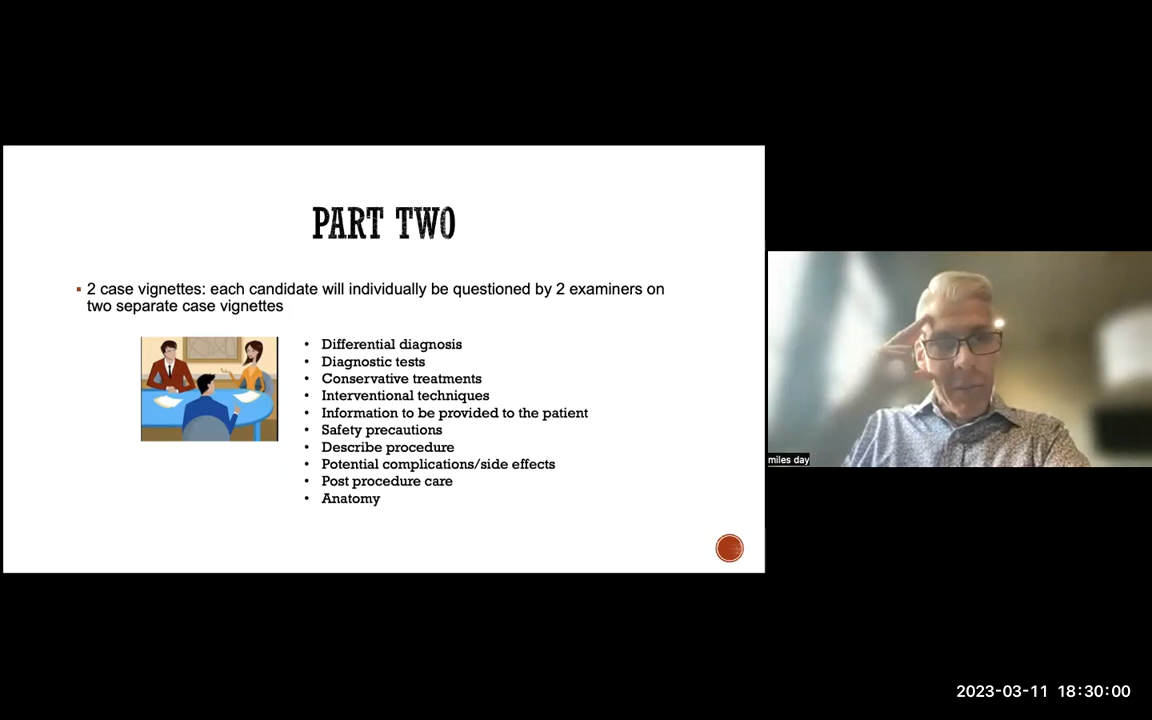 PART TWO
▪ 2 case vignettes: each candidate will individually be questioned by 2 examiners on
two separate case vignettes
• Differential diagnosis
• Diagnostic tests
• Conservative treatments
• Interventional techniques
• Information to be provided to the patient
• Safety precautions
• Describe procedure
• Potential complications/side effects
• Post procedure care
• Anatomy
miles day
2023-03-11 18:30:00